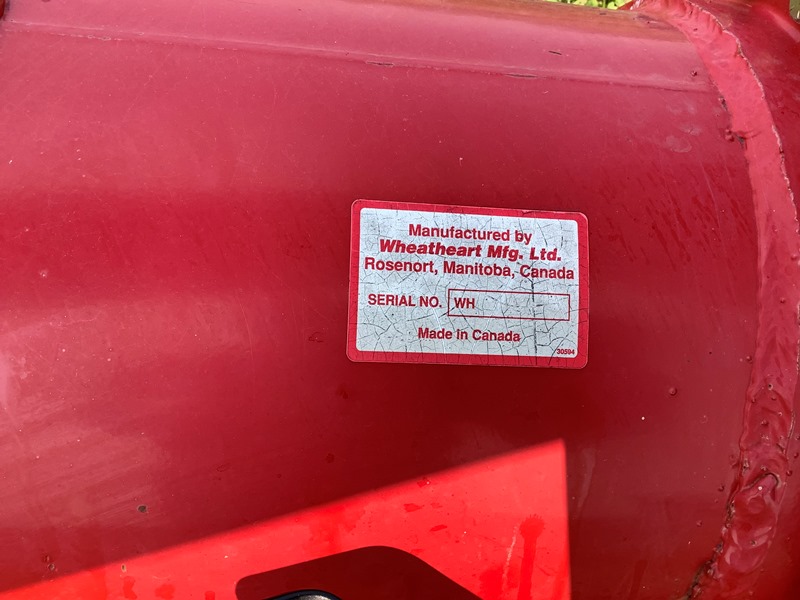 Manufactured by
Wheatheart Mfg. Ltd.
Rosenort, Manitoba, Canada
SERIAL NO. WH
Made in Canada
30594